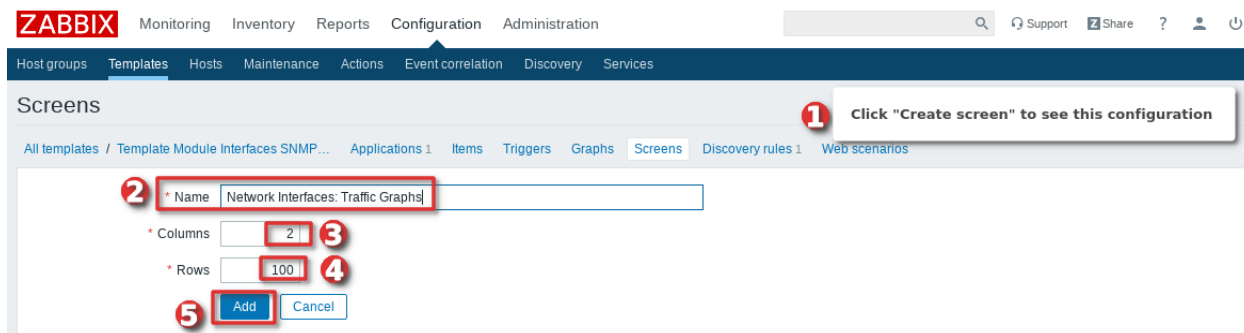 ZABBIX Monitoring Inventory Reports Configuration Administration Support Z Share ?
Host groups Templates Hosts Maintenance Actions Event correlation Discovery Services
Screens
1 Click "Create screen" to see this configuration
All templates / Template Module Interfaces SNMP... Applications 1 Items Triggers Graphs Screens Discovery rules 1 Web scenarios
2 * Name Network Interfaces: Traffic Graphs
* Columns 2 3
* Rows 100 4
5 Add Cancel